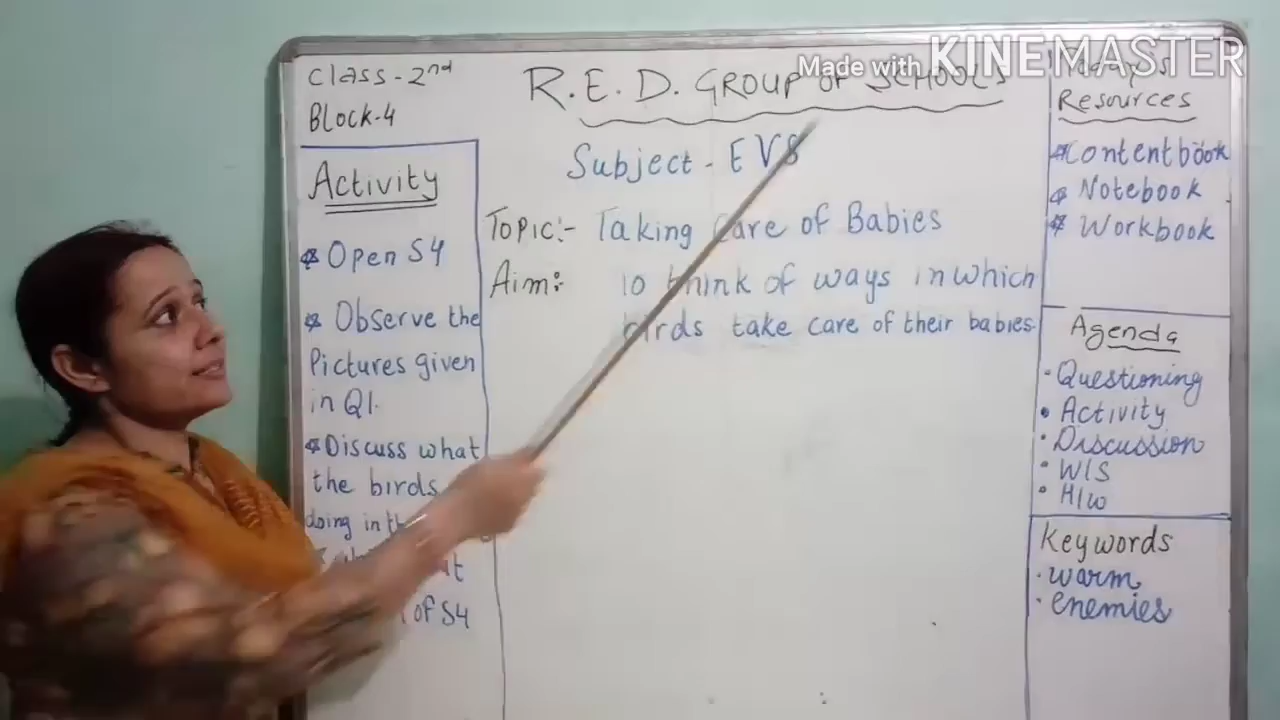 Class-2nd
Block-4
Activity
Open S4
Observe the
Pictures given
in Q1.
Discuss what
the birds
doing in
of S4
R.E.D. GROUP OF SCHOOLS
Subject - EVS
Topic:- Taking Care of Babies
Aim: To think of ways in which
birds take care of their babies.
Made with KINEMASTER
Today's
Resources
Contentbook
Notebook
Workbook
Agenda
Questioning
Activity
Discussion
W/S
H/W
Keywords
warm
enemies